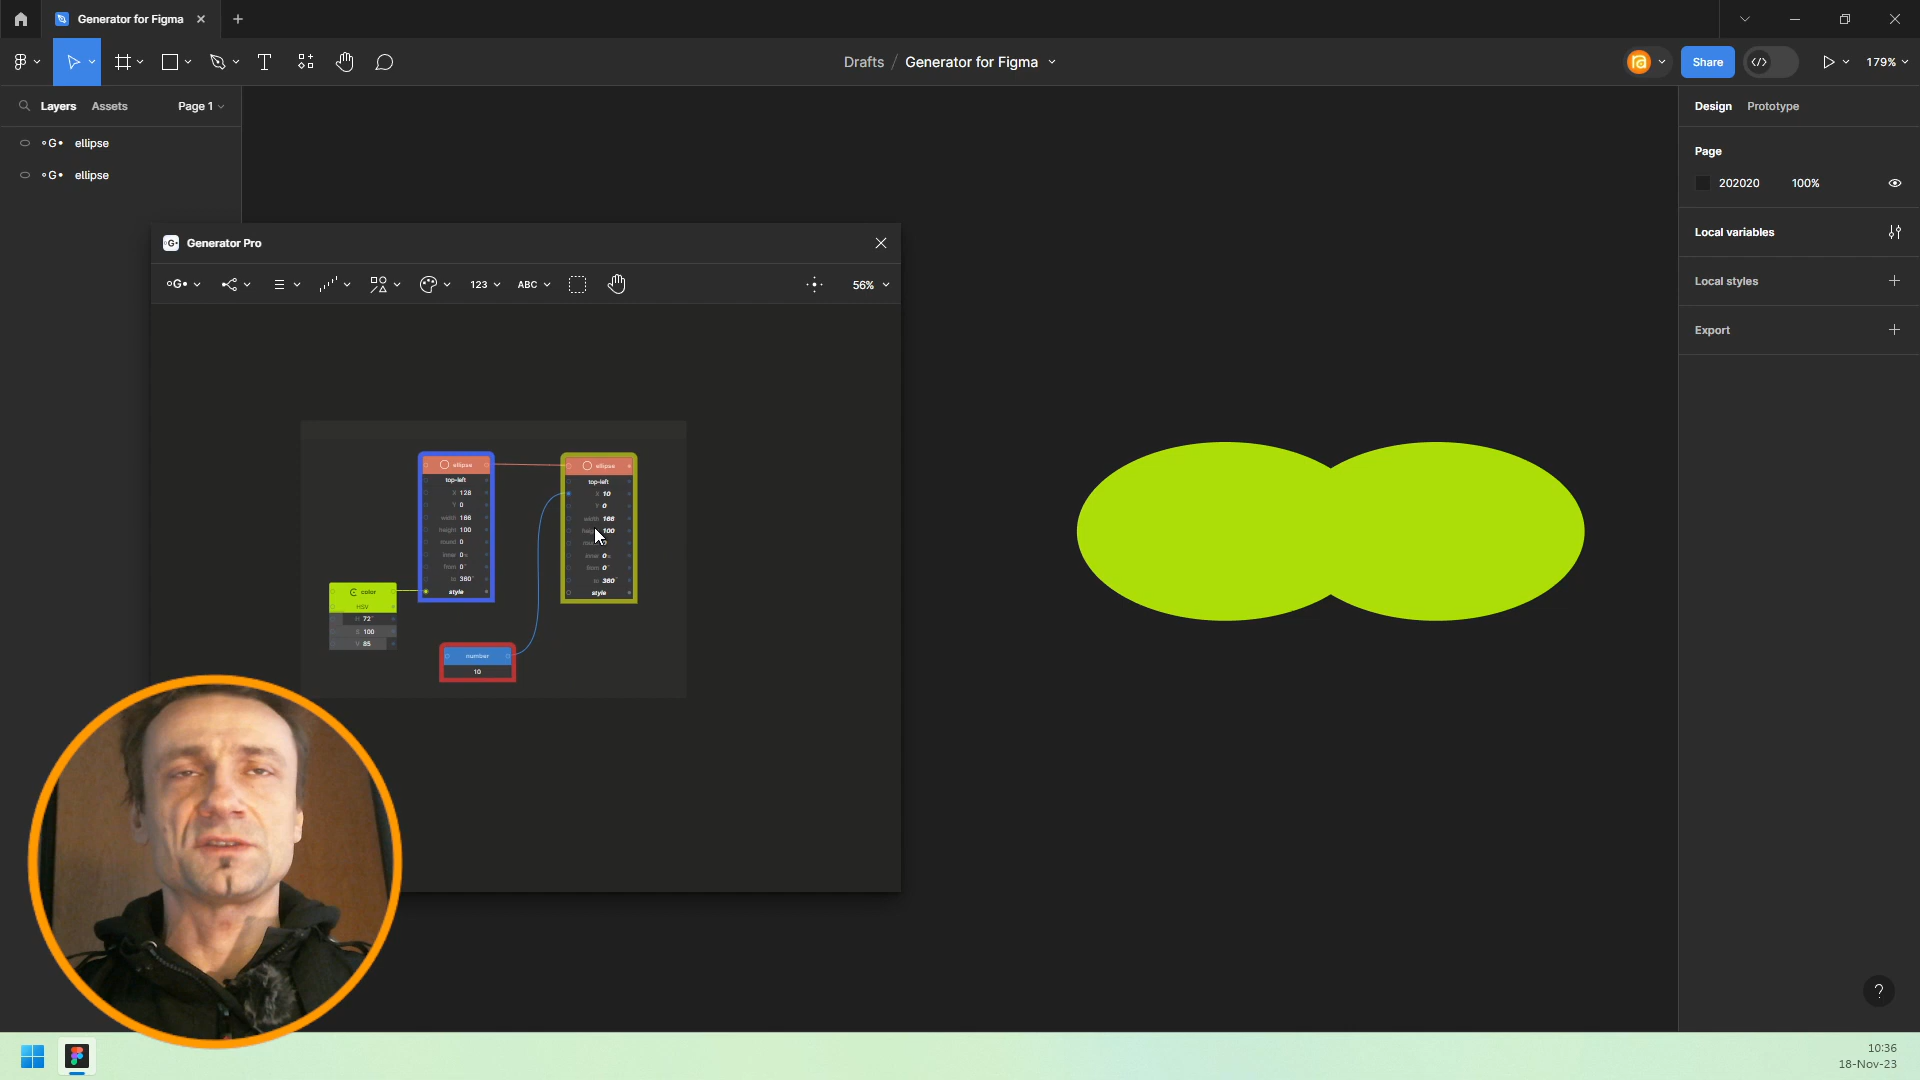 Generator for Figma
Drafts / Generator for Figma
Share
179%
Layers
Assets
Page 1
◦G• ellipse
◦G• ellipse
Design
Prototype
Page
202020
100%
Local variables
Local styles
Export
◦G• Generator Pro
◦G•
123
ABC
56%
ellipse
top-left
X 128
Y 0
width 166
height 100
round 0
inner 0%
from 0°
to 360°
style
ellipse
top-left
X 10
Y 0
width 166
100
0
inner 0
from 0°
to 360°
style
color
HSV
H 72°
S 100
V 85
number
10
?
10:36
18-Nov-23